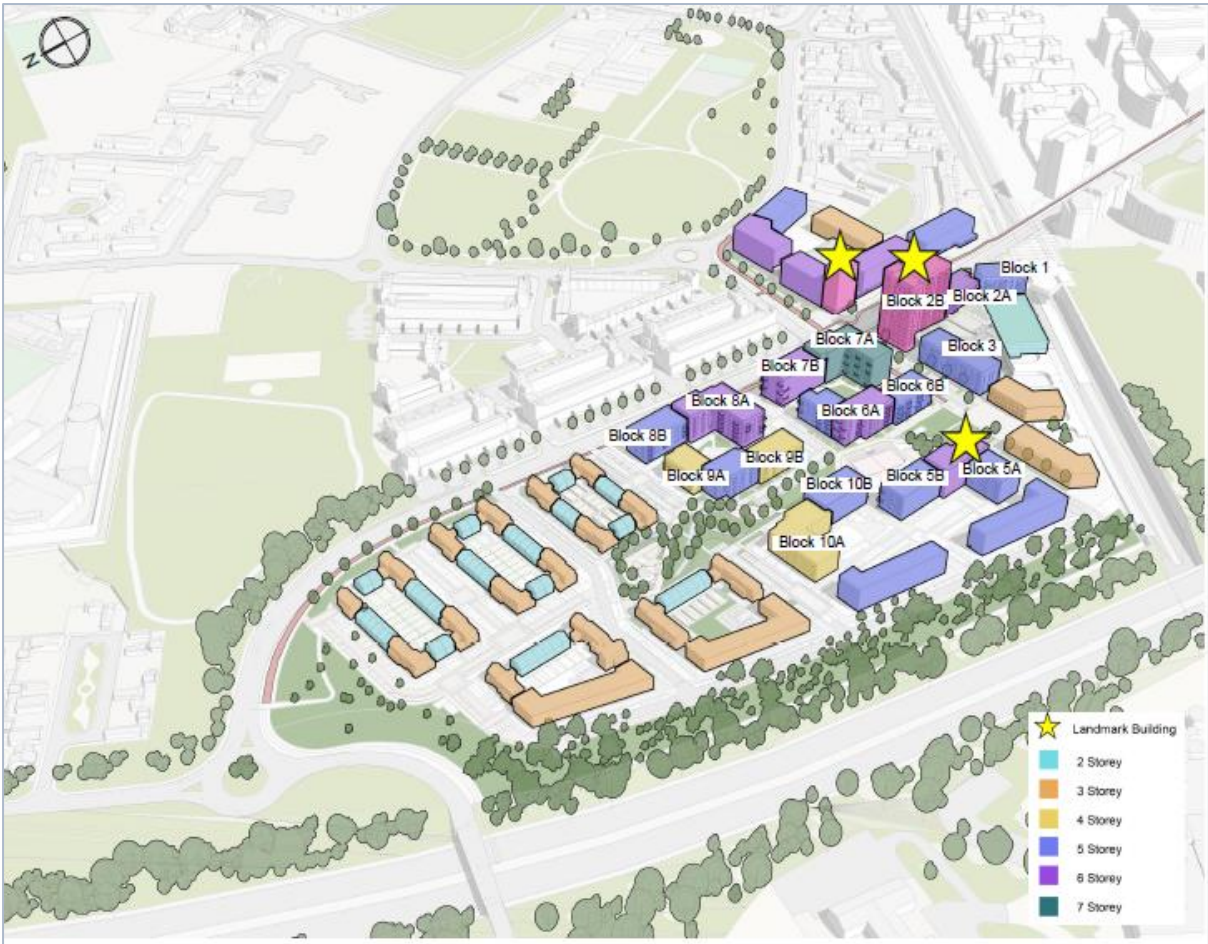 N
Block 1
Block 2A
Block 2B
Block 7A
Block 3
Block 7B
Block 6B
Block 8A
Block 6A
Block 8B
Block 9B
Block 9A
Block 5A
Block 5B
Block 10B
Block 10A
Landmark Building
2 Storey
3 Storey
4 Storey
5 Storey
6 Storey
7 Storey